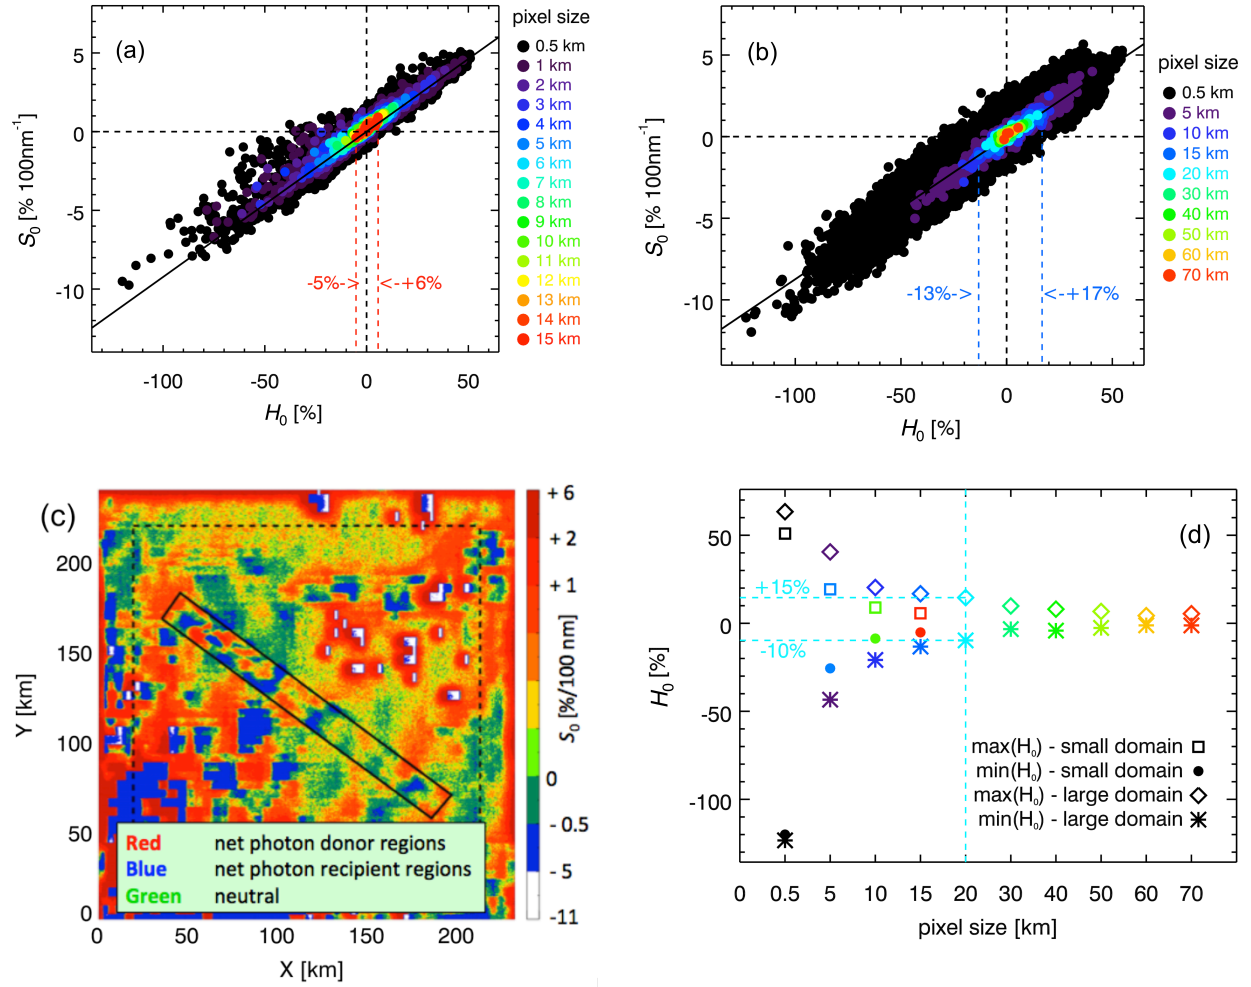 (a)
5
0
-5
-10
S₀ [% 100nm⁻¹]
-5%->
<-+6%
-100
-50
0
50
H₀ [%]
pixel size
0.5 km
1 km
2 km
3 km
4 km
5 km
6 km
7 km
8 km
9 km
10 km
11 km
12 km
13 km
14 km
15 km
(b)
5
0
-5
-10
S₀ [% 100nm⁻¹]
-13%->
<-+17%
-100
-50
0
50
H₀ [%]
pixel size
0.5 km
5 km
10 km
15 km
20 km
30 km
40 km
50 km
60 km
70 km
(c)
200
150
100
50
0
Y [km]
0
50
100
150
200
X [km]
Red net photon donor regions
Blue net photon recipient regions
Green neutral
+ 6
+ 2
+ 1
0
- 0.5
- 5
-11
S₀ [%/100 nm]
(d)
50
0
-50
-100
H₀ [%]
+15%
-10%
max(H₀) - small domain
min(H₀) - small domain
max(H₀) - large domain
min(H₀) - large domain
0
0.5
5
10
15
20
30
40
50
60
70
pixel size [km]